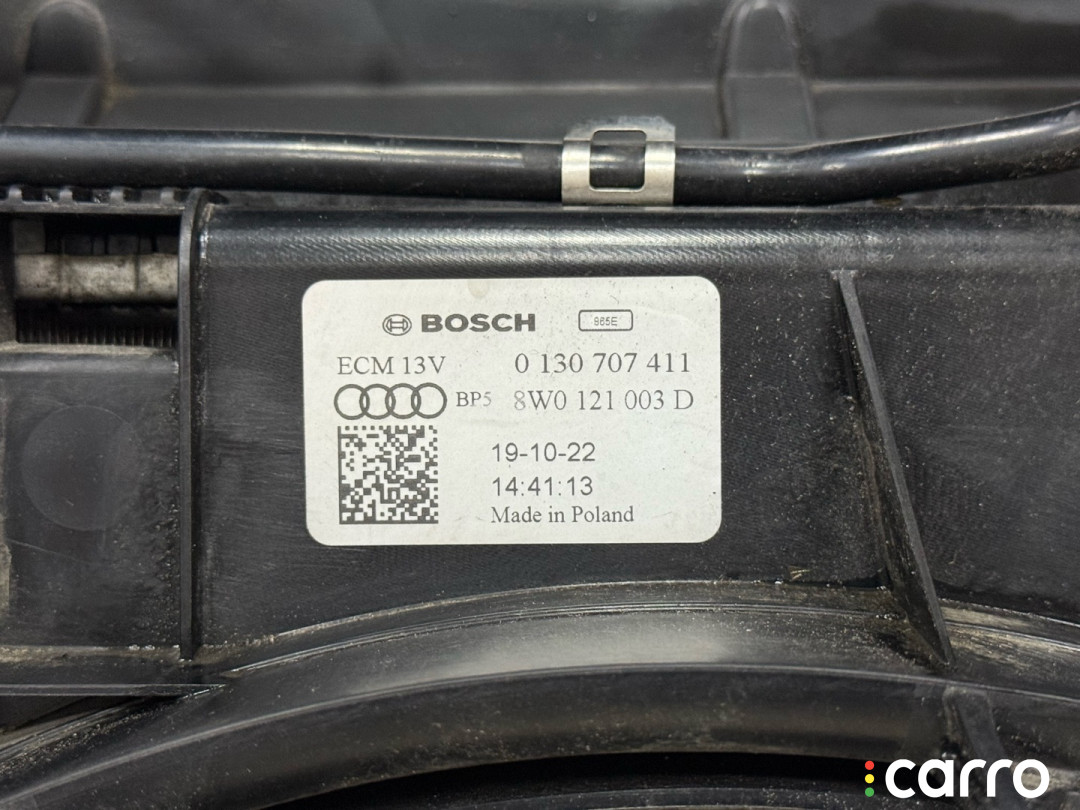 BOSCH 965E
ECM 13V 0 130 707 411
BP5 8W0 121 003 D
19-10-22
14:41:13
Made in Poland
carro